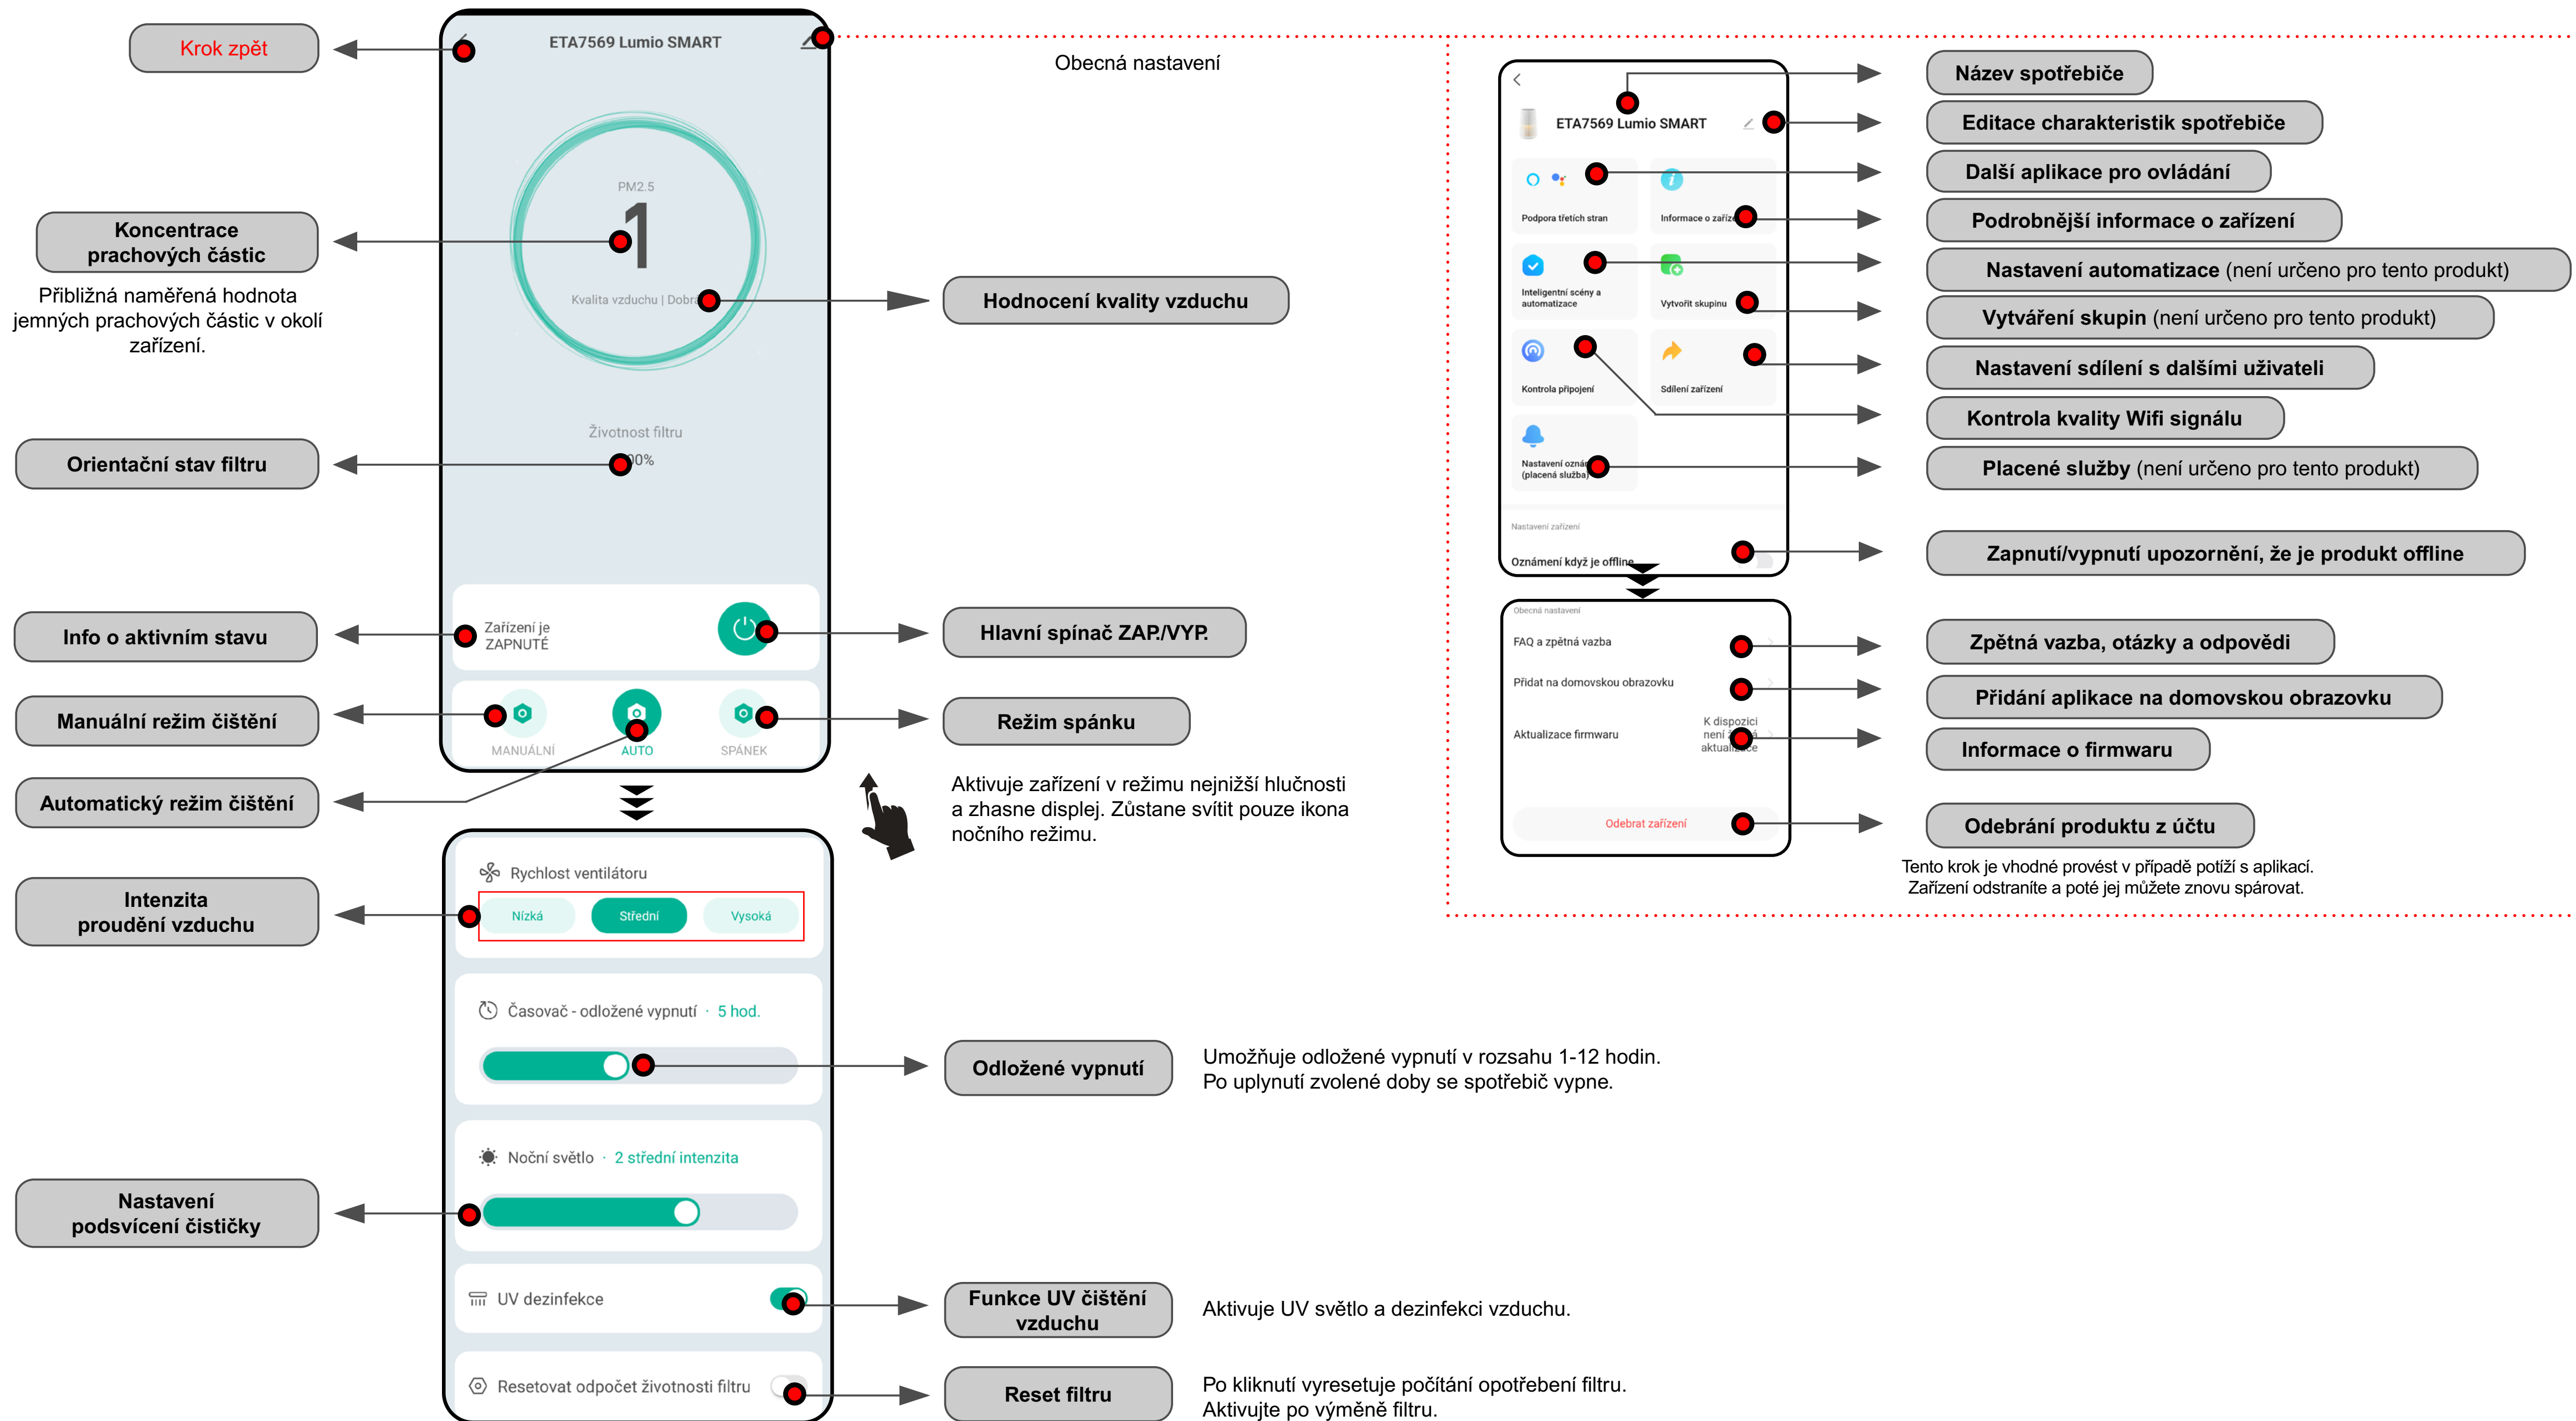 Krok zpět
ETA7569 Lumio SMART
Obecná nastavení
PM2.5
1
Kvalita vzduchu | Dobrá
Koncentrace
prachových částic
Přibližná naměřená hodnota
jemných prachových částic v okolí
zařízení.
Hodnocení kvality vzduchu
Životnost filtru
00%
Orientační stav filtru
Zařízení je
ZAPNUTÉ
Info o aktivním stavu
Hlavní spínač ZAP./VYP.
Manuální režim čištění
MANUÁLNÍ
AUTO
SPÁNEK
Režim spánku
Automatický režim čištění
Aktivuje zařízení v režimu nejnižší hlučnosti
a zhasne displej. Zůstane svítit pouze ikona
nočního režimu.
Rychlost ventilátoru
Nízká
Střední
Vysoká
Intenzita
proudění vzduchu
Časovač - odložené vypnutí · 5 hod.
Odložené vypnutí
Umožňuje odložené vypnutí v rozsahu 1-12 hodin.
Po uplynutí zvolené doby se spotřebič vypne.
Noční světlo · 2 střední intenzita
Nastavení
podsvícení čističky
UV dezinfekce
Funkce UV čištění
vzduchu
Aktivuje UV světlo a dezinfekci vzduchu.
Resetovat odpočet životnosti filtru
Reset filtru
Po kliknutí vyresetuje počítání opotřebení filtru.
Aktivujte po výměně filtru.
ETA7569 Lumio SMART
Podpora třetích stran
Informace o zaříze
Inteligentní scény a
automatizace
Vytvořit skupinu
Kontrola připojení
Sdílení zařízení
Nastavení ozná
(placená služba)
Nastavení zařízení
Oznámení když je offline
Obecná nastavení
FAQ a zpětná vazba
Přidat na domovskou obrazovku
Aktualizace firmwaru
K dispozici
není
aktualizace
Odebrat zařízení
Název spotřebiče
Editace charakteristik spotřebiče
Další aplikace pro ovládání
Podrobnější informace o zařízení
Nastavení automatizace (není určeno pro tento produkt)
Vytváření skupin (není určeno pro tento produkt)
Nastavení sdílení s dalšími uživateli
Kontrola kvality Wifi signálu
Placené služby (není určeno pro tento produkt)
Zapnutí/vypnutí upozornění, že je produkt offline
Zpětná vazba, otázky a odpovědi
Přidání aplikace na domovskou obrazovku
Informace o firmwaru
Odebrání produktu z účtu
Tento krok je vhodné provést v případě potíží s aplikací.
Zařízení odstraníte a poté jej můžete znovu spárovat.